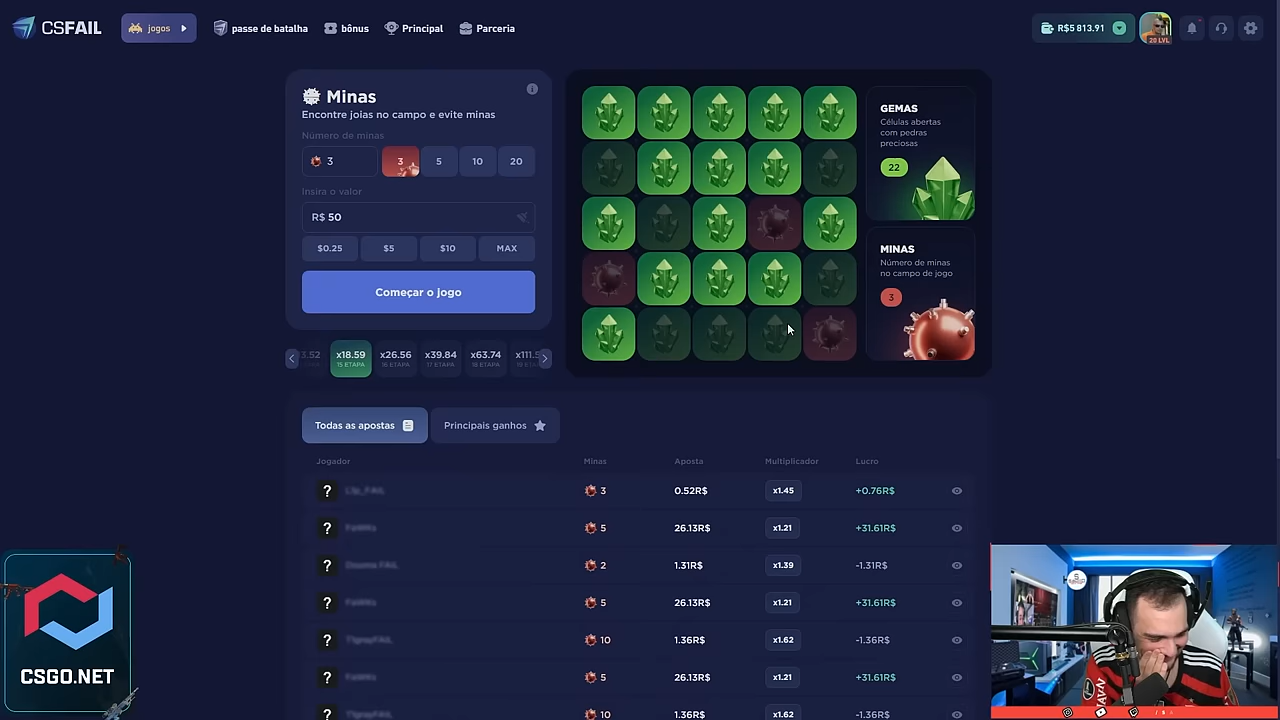 CSFAIL
jogos
passe de batalha
bônus
Principal
Parceria
R$5 813.91
20 LVL
Minas
Encontre joias no campo e evite minas
Número de minas
3
3 5 10 20
Insira o valor
R$ 50
$0.25 $5 $10 MAX
Começar o jogo
x18.59 x26.56 x39.84 x63.74
15 ETAPA 16 ETAPA 17 ETAPA 18 ETAPA
GEMAS
Células abertas
com pedras
preciosas
22
MINAS
Número de minas
no campo de jogo
3
Todas as apostas
Principais ganhos
Jogador Minas Aposta Multiplicador Lucro
? 3 0.52R$ x1.45 +0.76R$
? 5 26.13R$ x1.21 +31.61R$
? 2 1.31R$ x1.39 -1.31R$
? 5 26.13R$ x1.21 +31.61R$
? 10 1.36R$ x1.62 -1.36R$
? 5 26.13R$ x1.21 +31.61R$
? 10 1.36R$ x1.62 -1.36R$
CSGO.NET